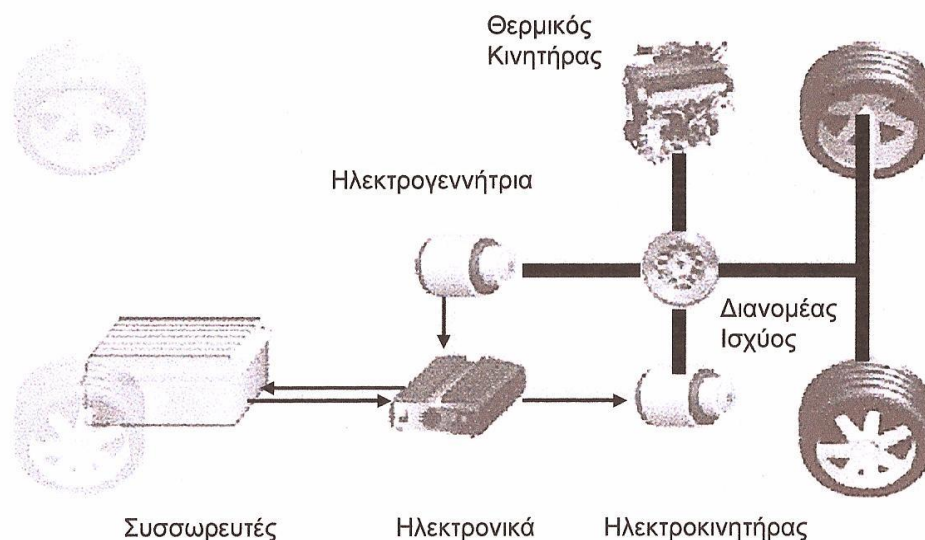 Θερμικός
Κινητήρας
Ηλεκτρογεννήτρια
Διανομέας
Ισχύος
Συσσωρευτές
Ηλεκτρονικά
Ηλεκτροκινητήρας